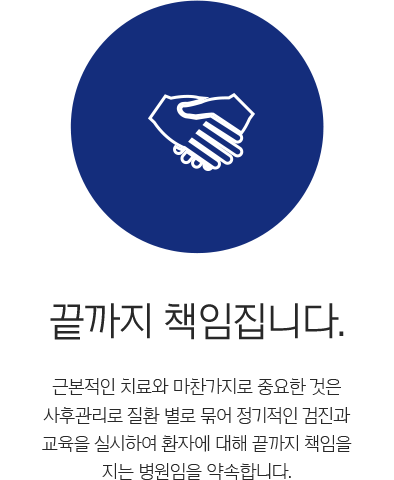 끝까지 책임집니다.
근본적인 치료와 마찬가지로 중요한 것은
사후관리로 질환 별로 묶어 정기적인 검진과
교육을 실시하여 환자에 대해 끝까지 책임을
지는 병원임을 약속합니다.